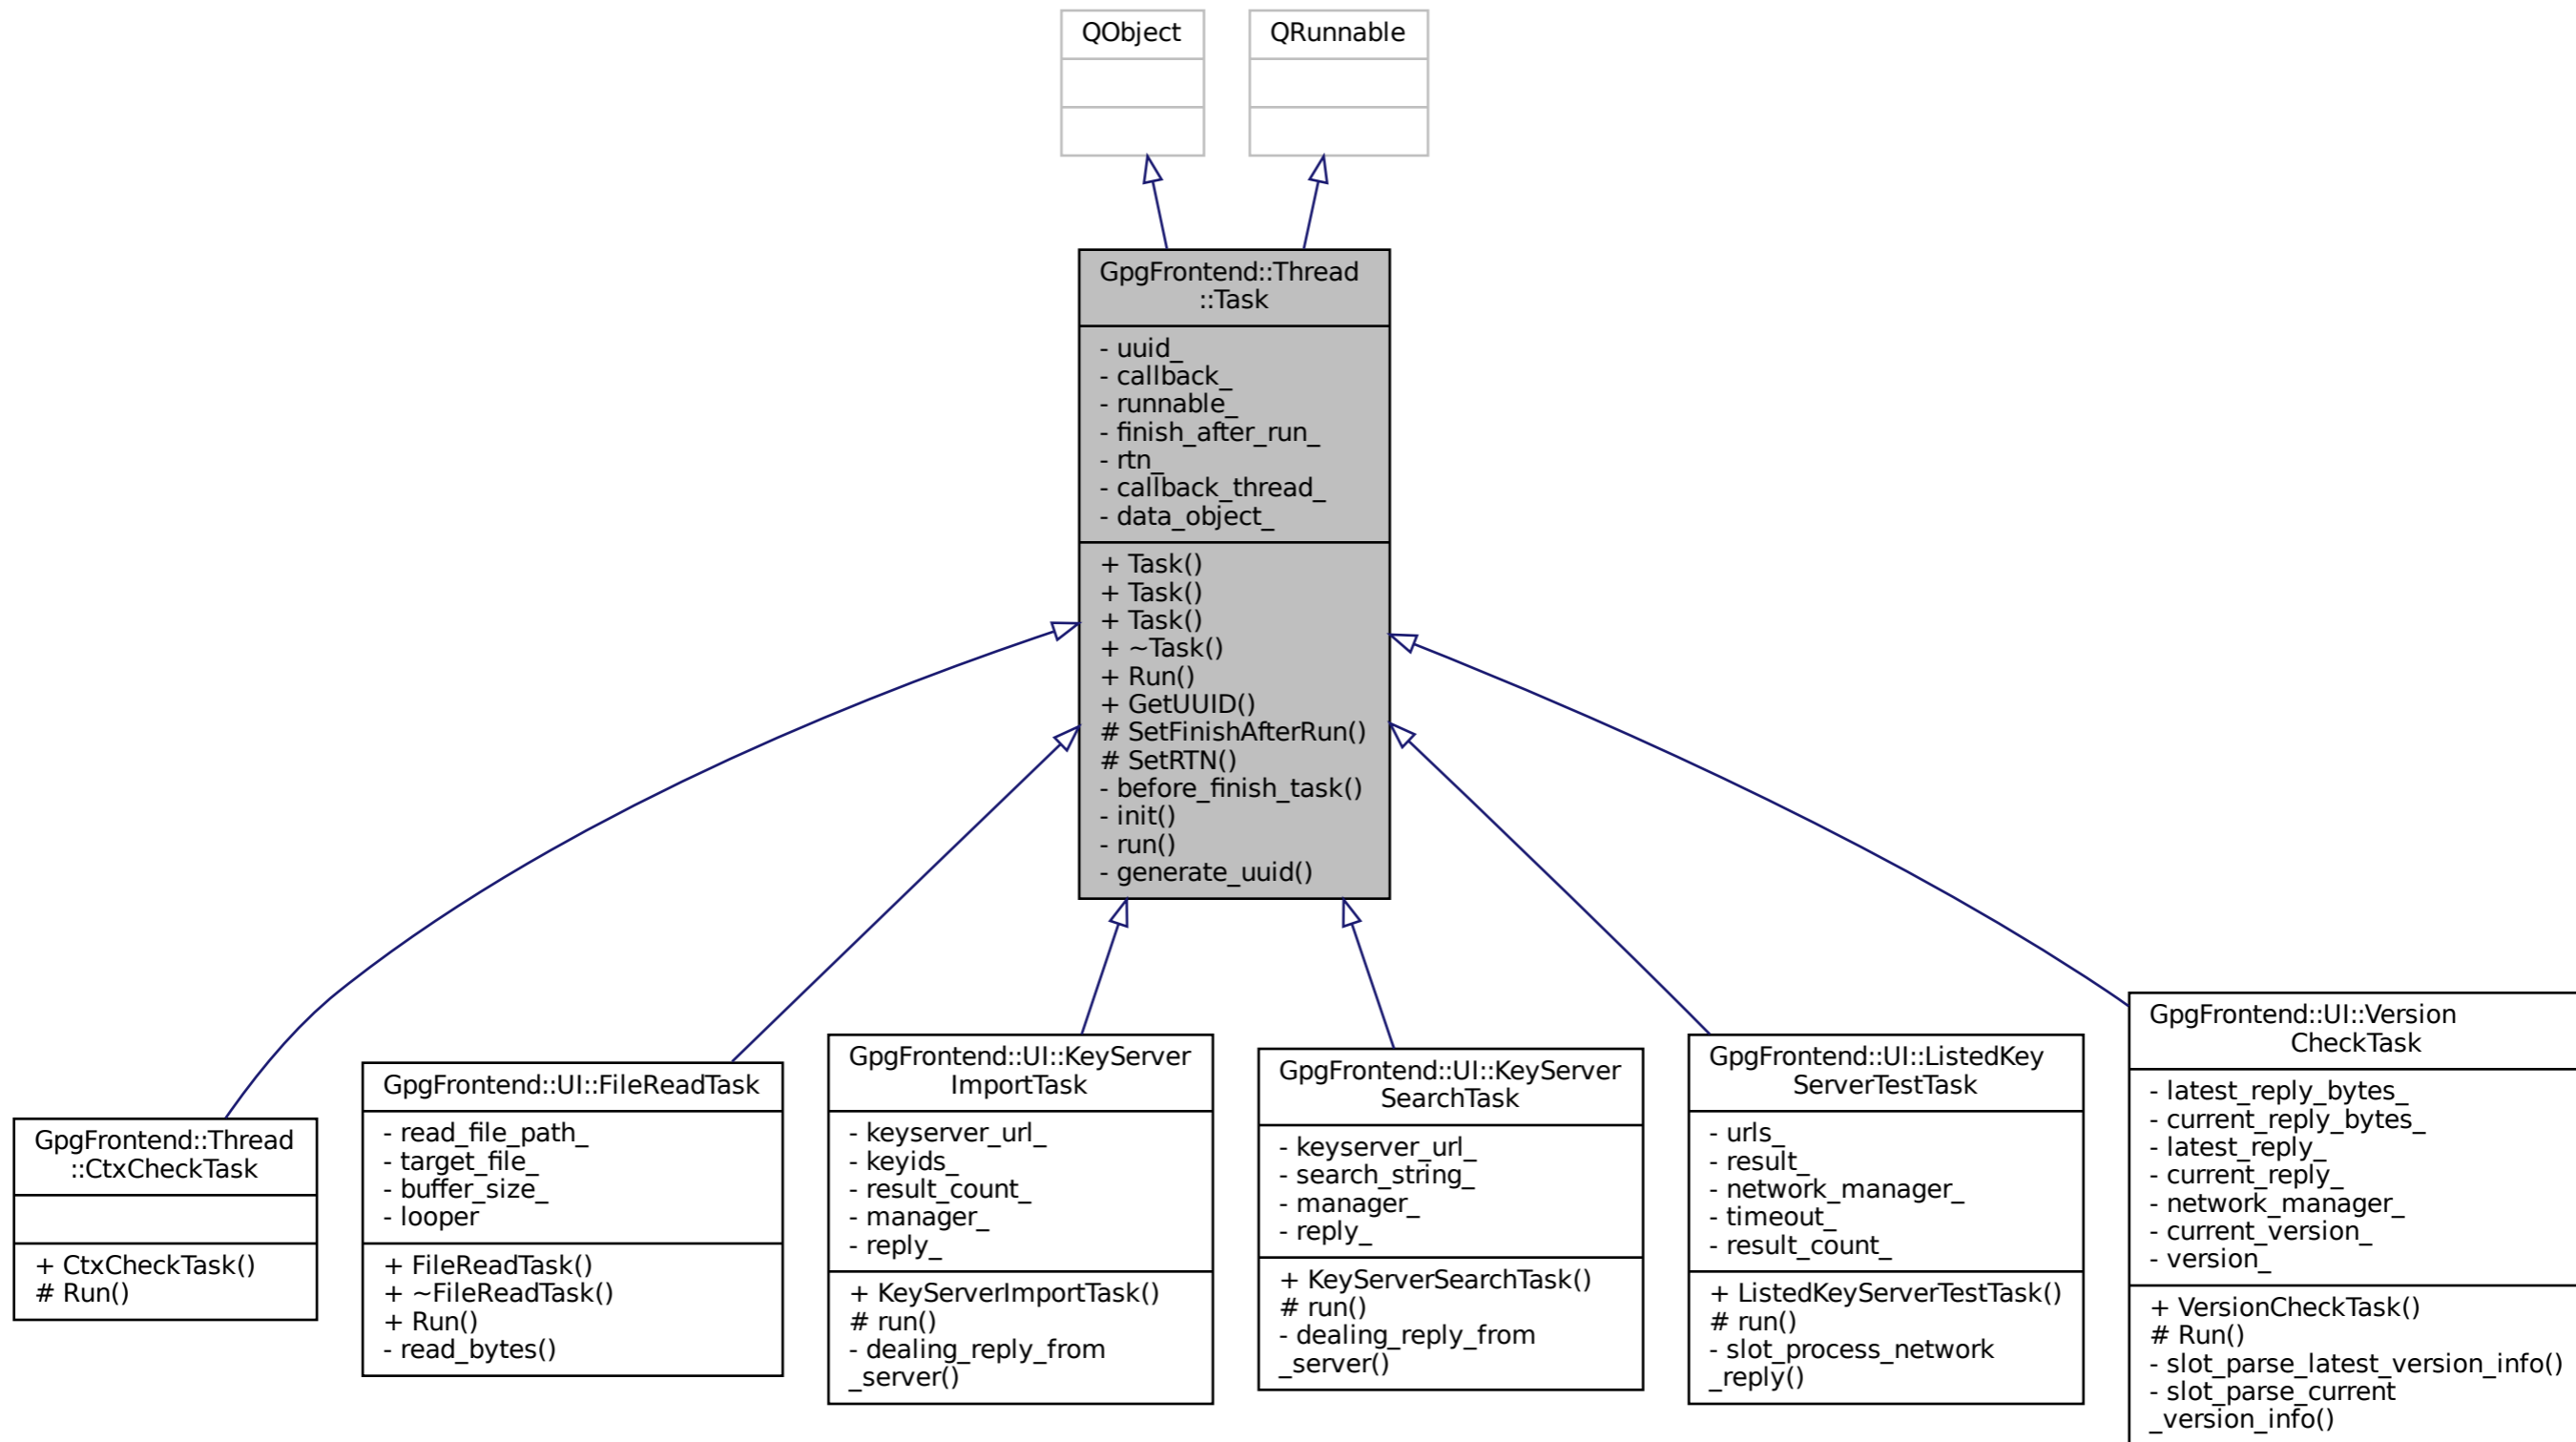 QObject
QRunnable
GpgFrontend::Thread
::Task
- uuid_
- callback_
- runnable_
- finish_after_run_
- rtn_
- callback_thread_
- data_object_
+ Task()
+ Task()
+ Task()
+ ~Task()
+ Run()
+ GetUUID()
# SetFinishAfterRun()
# SetRTN()
- before_finish_task()
- init()
- run()
- generate_uuid()
GpgFrontend::Thread
::CtxCheckTask
+ CtxCheckTask()
# Run()
GpgFrontend::UI::FileReadTask
- read_file_path_
- target_file_
- buffer_size_
- looper
+ FileReadTask()
+ ~FileReadTask()
+ Run()
- read_bytes()
GpgFrontend::UI::KeyServer
ImportTask
- keyserver_url_
- keyids_
- result_count_
- manager_
- reply_
+ KeyServerImportTask()
# run()
- dealing_reply_from
_server()
GpgFrontend::UI::KeyServer
SearchTask
- keyserver_url_
- search_string_
- manager_
- reply_
+ KeyServerSearchTask()
# run()
- dealing_reply_from
_server()
GpgFrontend::UI::ListedKey
ServerTestTask
- urls_
- result_
- network_manager_
- timeout_
- result_count_
+ ListedKeyServerTestTask()
# run()
- slot_process_network
_reply()
GpgFrontend::UI::Version
CheckTask
- latest_reply_bytes_
- current_reply_bytes_
- latest_reply_
- current_reply_
- network_manager_
- current_version_
- version_
+ VersionCheckTask()
# Run()
- slot_parse_latest_version_info()
- slot_parse_current
_version_info()